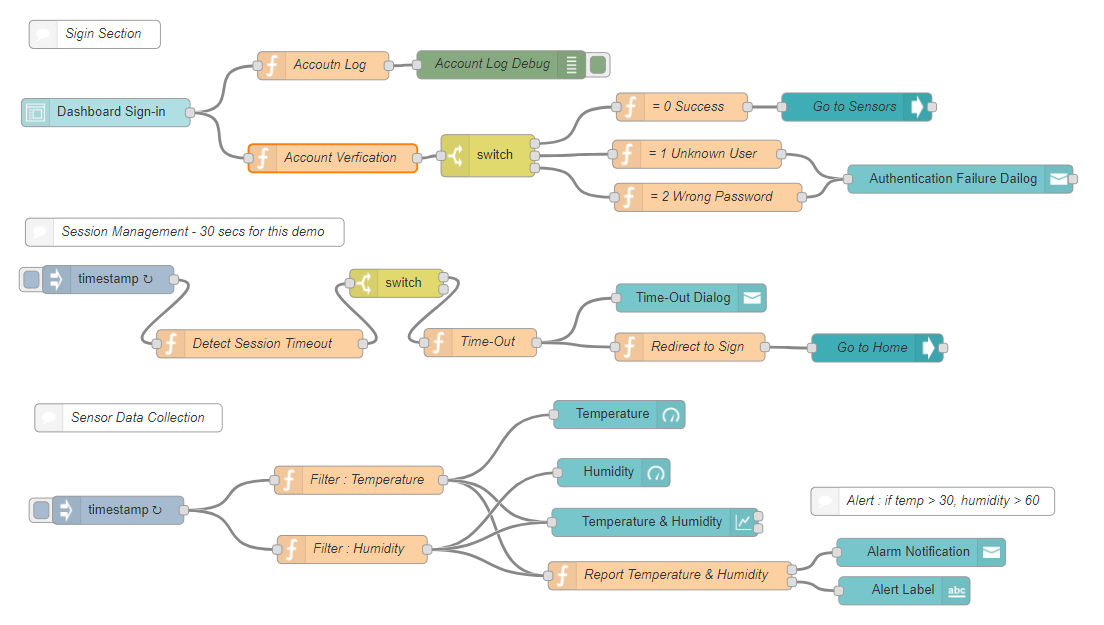 Sigin Section
Accoutn Log
Account Log Debug
Dashboard Sign-in
Account Verfication
switch
= 0 Success
Go to Sensors
= 1 Unknown User
= 2 Wrong Password
Authentication Failure Dailog
Session Management - 30 secs for this demo
timestamp ↻
switch
Detect Session Timeout
Time-Out
Time-Out Dialog
Redirect to Sign
Go to Home
Sensor Data Collection
Temperature
Filter : Temperature
Humidity
timestamp ↻
Temperature & Humidity
Filter : Humidity
Report Temperature & Humidity
Alert : if temp > 30, humidity > 60
Alarm Notification
Alert Label
abc